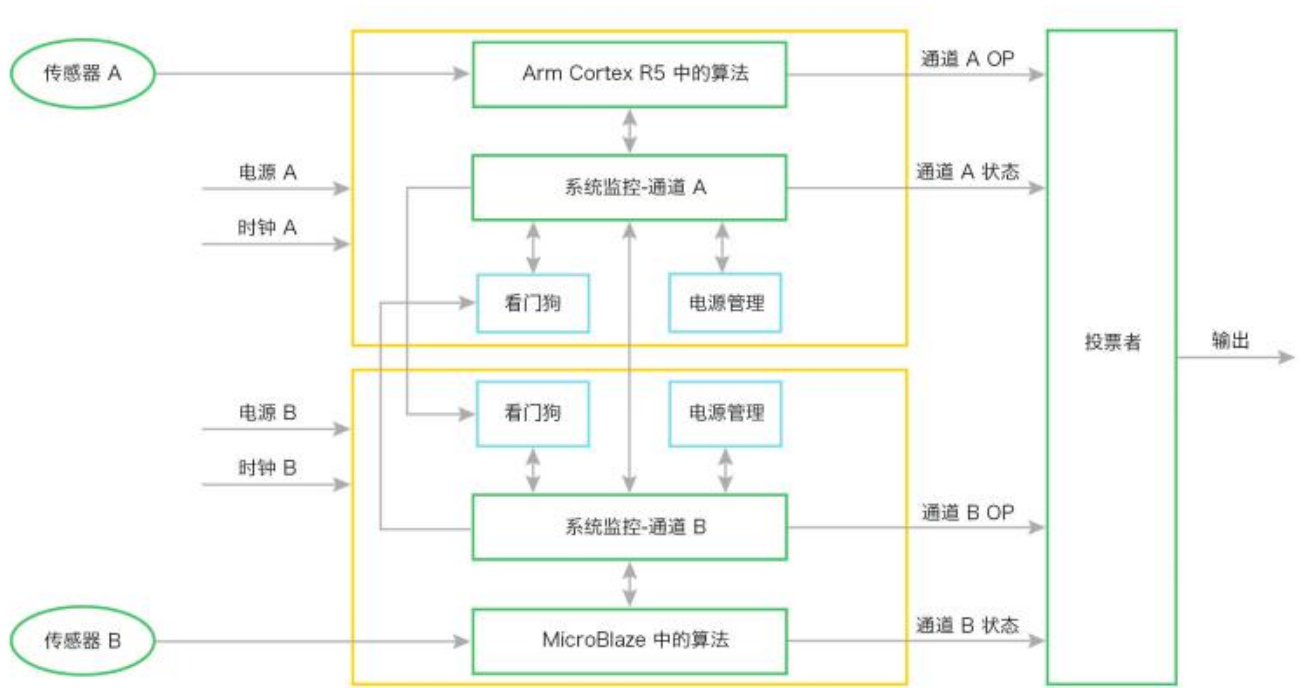 传感器 A
Arm Cortex R5 中的算法
通道 A OP
电源 A
系统监控-通道 A
通道 A 状态
时钟 A
看门狗
电源管理
投票者
输出
电源 B
看门狗
电源管理
时钟 B
系统监控-通道 B
通道 B OP
传感器 B
MicroBlaze 中的算法
通道 B 状态